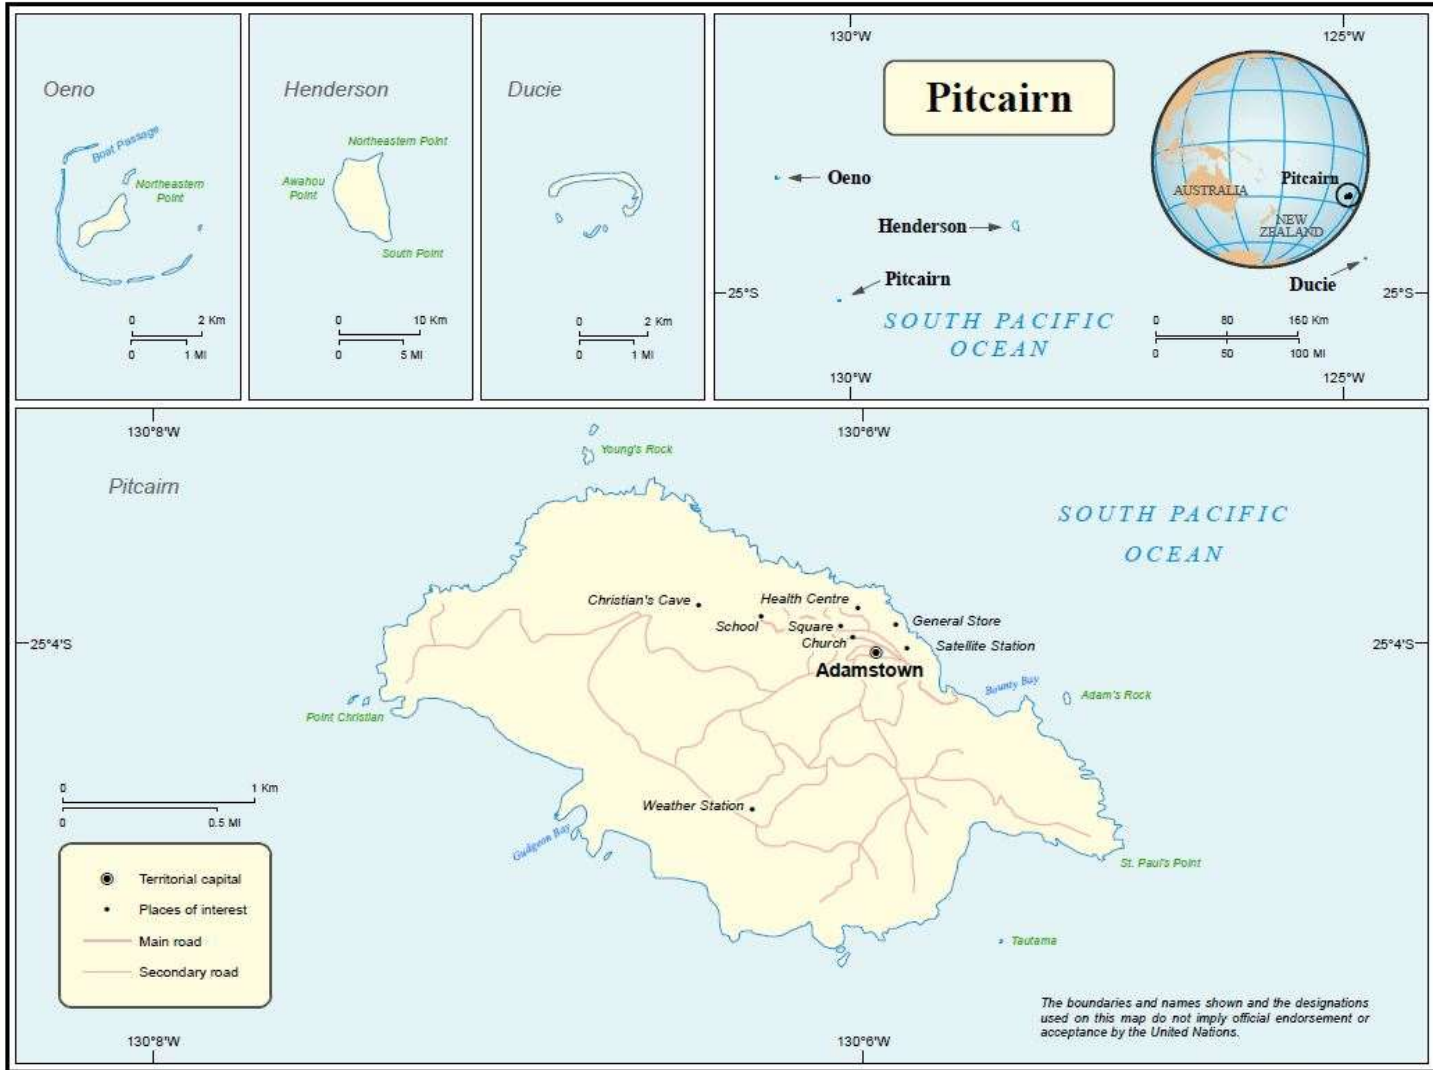 Oeno
Boat Passage
Northeastern
Point
0 2 Km
0 1 MI
Henderson
Northeastern Point
Awahou
Point
South Point
0 10 Km
0 5 MI
Ducie
0 2 Km
0 1 MI
130°W 125°W
Pitcairn
Oeno
Henderson
Pitcairn
25°S
SOUTH PACIFIC
OCEAN
AUSTRALIA
NEW
ZEALAND
Pitcairn
Ducie
25°S
0 80 160 Km
0 50 100 MI
130°W 125°W
130°8'W 130°6'W
Pitcairn
Young's Rock
SOUTH PACIFIC
OCEAN
Christian's Cave
Health Centre
School
Square
General Store
Church
Satellite Station
25°4'S 25°4'S
Adamstown
Bounty Bay
Adam's Rock
Point Christian
0 1 Km
0 0.5 MI
Weather Station
Gudgeon Bay
St. Paul's Point
Territorial capital
Places of interest
Main road
Secondary road
Tautama
The boundaries and names shown and the designations
used on this map do not imply official endorsement or
acceptance by the United Nations.
130°8'W 130°6'W